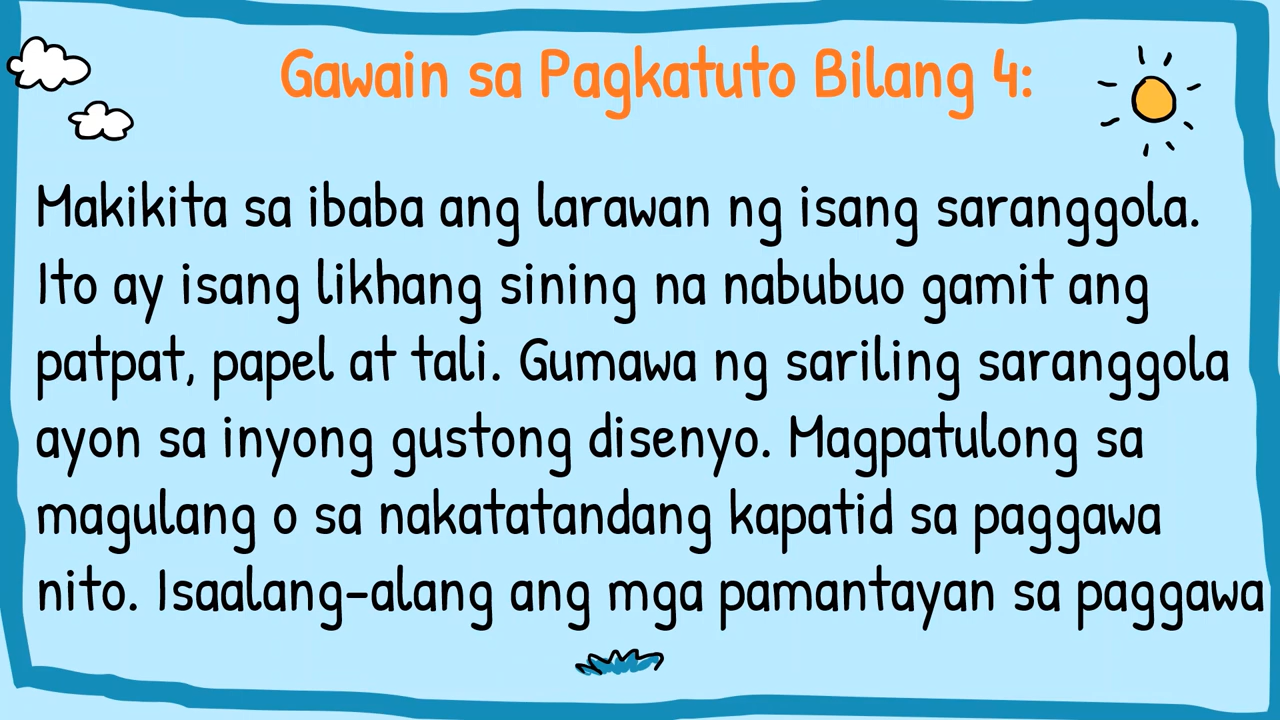 Gawain sa Pagkatuto Bilang 4:
Makikita sa ibaba ang larawan ng isang saranggola.
Ito ay isang likhang sining na nabubuo gamit ang
patpat, papel at tali. Gumawa ng sariling saranggola
ayon sa inyong gustong disenyo. Magpatulong sa
magulang o sa nakatatandang kapatid sa paggawa
nito. Isaalang-alang ang mga pamantayan sa paggawa